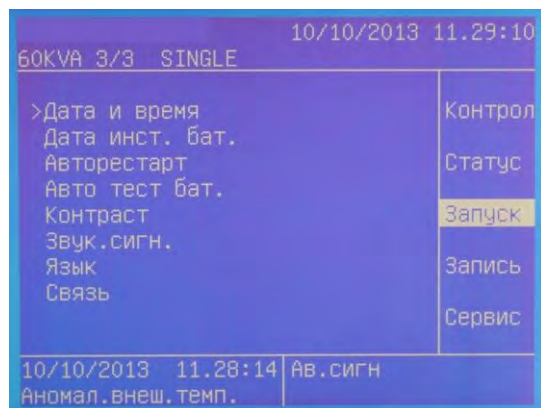 10/10/2013 11.29:10
60KVA 3/3 SINGLE
>Дата и время
Дата инст. бат.
Авторестарт
Авто тест бат.
Контраст
Звук.сигн.
Язык
Связь
Контрол
Статус
Запуск
Запись
Сервис
10/10/2013 11.28:14
Аномал.внеш.темп.
Ав.сигн